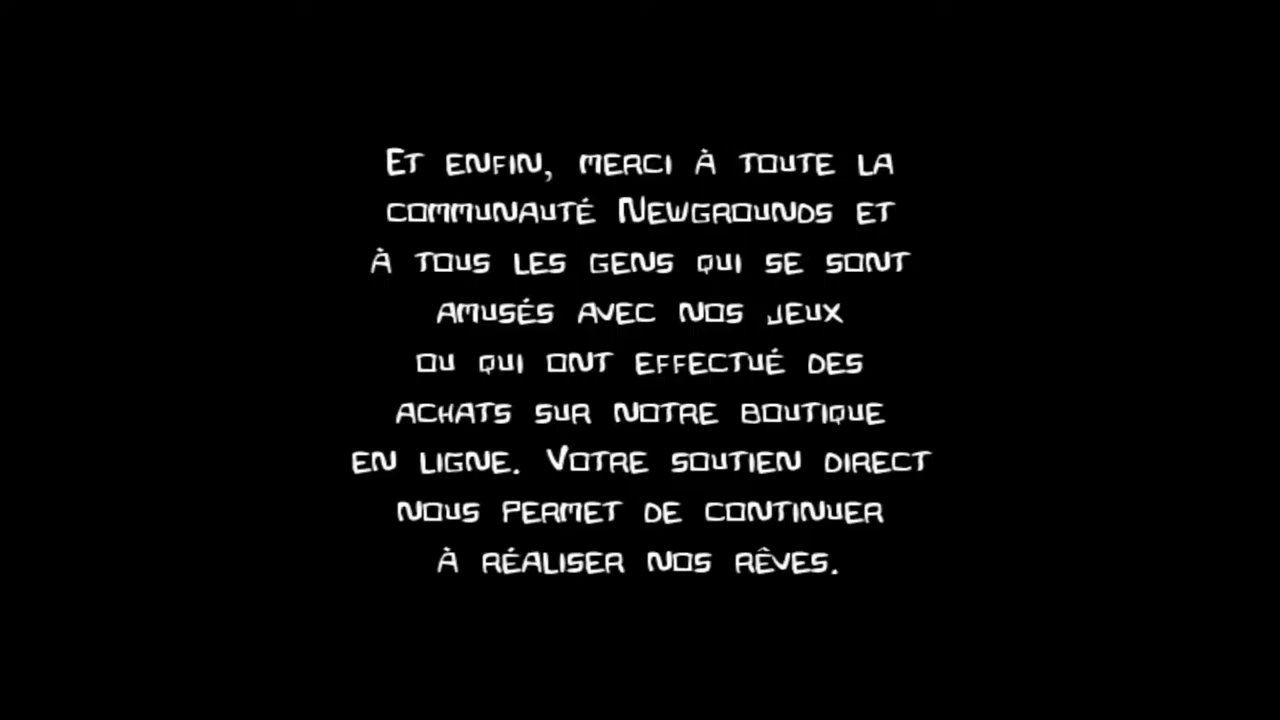 Et enfin, merci à toute la
communauté Newgrounds et
à tous les gens qui se sont
amusés avec nos jeux
ou qui ont effectué des
achats sur notre boutique
en ligne. Votre soutien direct
nous permet de continuer
à réaliser nos rêves.